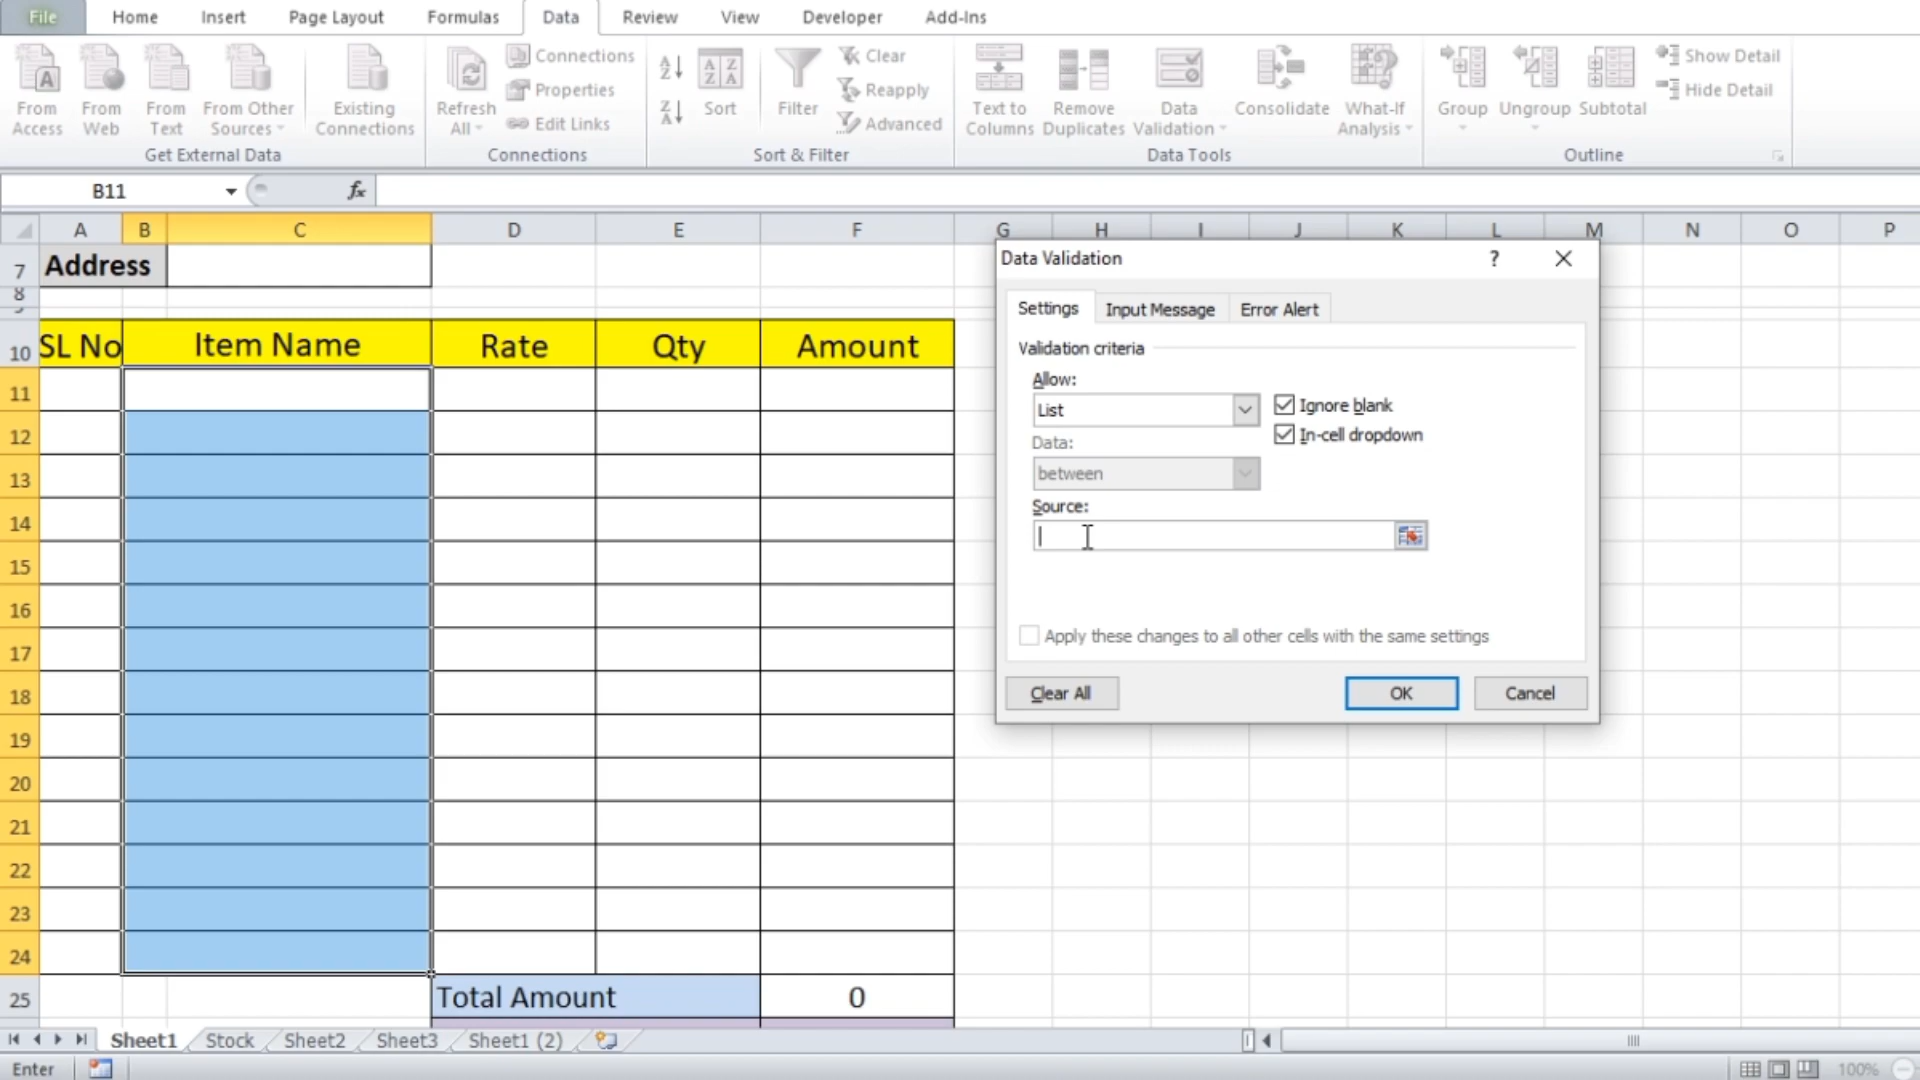 File Home Insert Page Layout Formulas Data Review View Developer Add-Ins
From Access From Web From Text From Other Sources Existing Connections Refresh All Connections Properties Edit Links Sort Filter Clear Reapply Advanced Text to Columns Remove Duplicates Data Validation Consolidate What-If Analysis Group Ungroup Subtotal Show Detail Hide Detail
Get External Data Connections Sort & Filter Data Tools Outline
B11 fx
A B C D E F G H I J K L M N O P
7 Address
8
10 SL No Item Name Rate Qty Amount
11
12
13
14
15
16
17
18
19
20
21
22
23
24
25 Total Amount 0
Data Validation ?
Settings Input Message Error Alert
Validation criteria
Allow:
List Ignore blank
In-cell dropdown
Data:
between
Source:
Apply these changes to all other cells with the same settings
Clear All OK Cancel
Sheet1 Stock Sheet2 Sheet3 Sheet1 (2)
Enter 100%